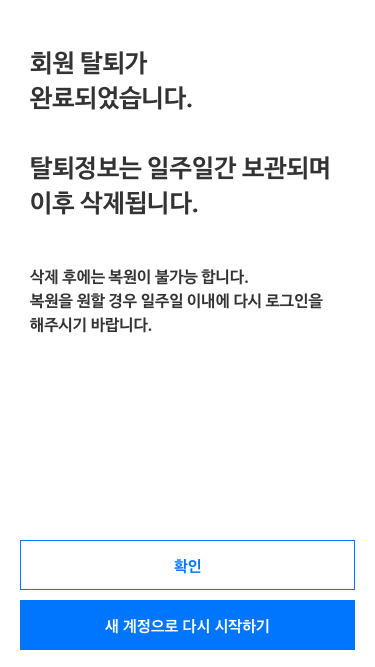 회원 탈퇴가
완료되었습니다.
탈퇴정보는 일주일간 보관되며
이후 삭제됩니다.
삭제 후에는 복원이 불가능 합니다.
복원을 원할 경우 일주일 이내에 다시 로그인을
해주시기 바랍니다.
확인
새 계정으로 다시 시작하기